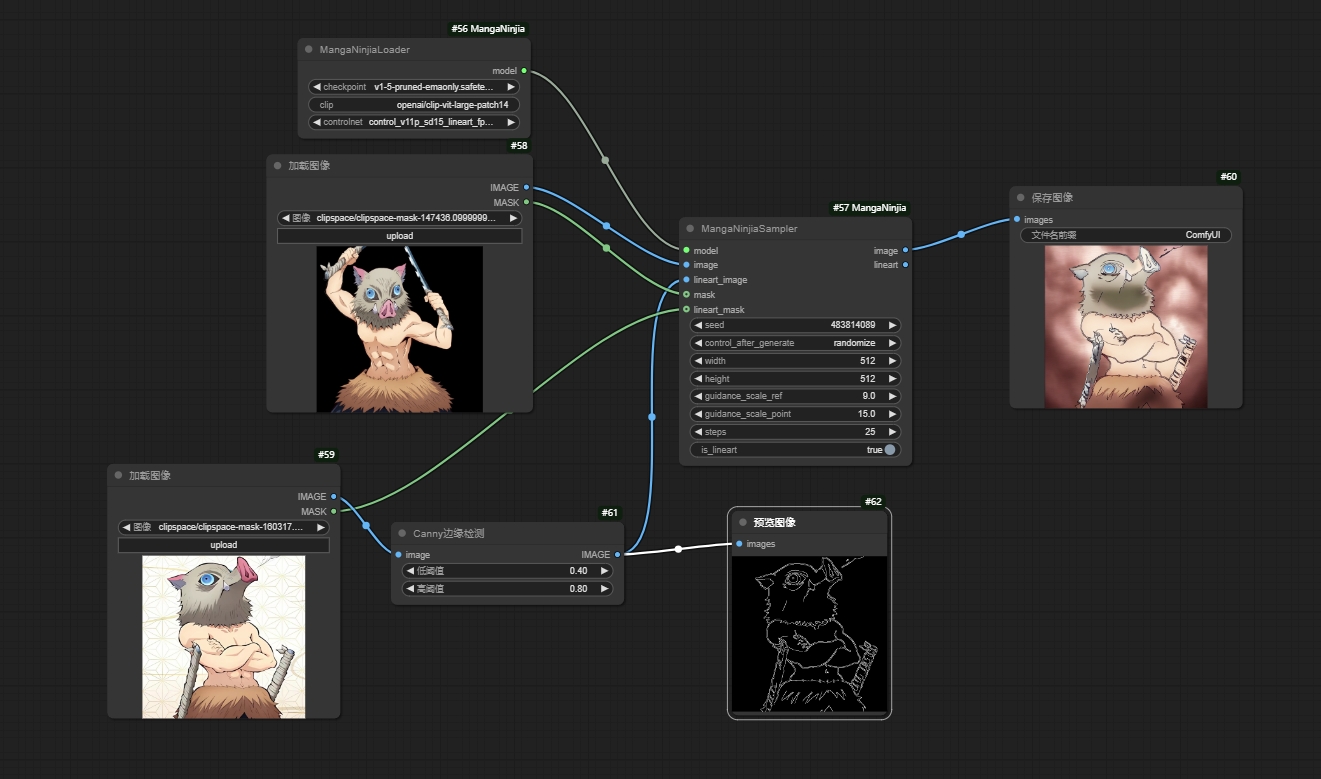 #56 MangaNinjia
MangaNinjiaLoader
model
checkpoint v1-5-pruned-emaonly.safete...
clip openai/clip-vit-large-patch14
controlnet control_v11p_sd15_lineart_fp...
#58
加载图像
IMAGE
MASK
图像 clipspace/clipspace-mask-147436.0999999...
upload
#57 MangaNinjia
MangaNinjiaSampler
model image
image lineart
lineart_image
mask
lineart_mask
seed 483814089
control_after_generate randomize
width 512
height 512
guidance_scale_ref 9.0
guidance_scale_point 15.0
steps 25
is_lineart true
#60
保存图像
images
文件名前缀 ComfyUI
#59
加载图像
IMAGE
MASK
图像 clipspace/clipspace-mask-160317....
upload
#61
Canny边缘检测
image IMAGE
低阈值 0.40
高阈值 0.80
#62
预览图像
images